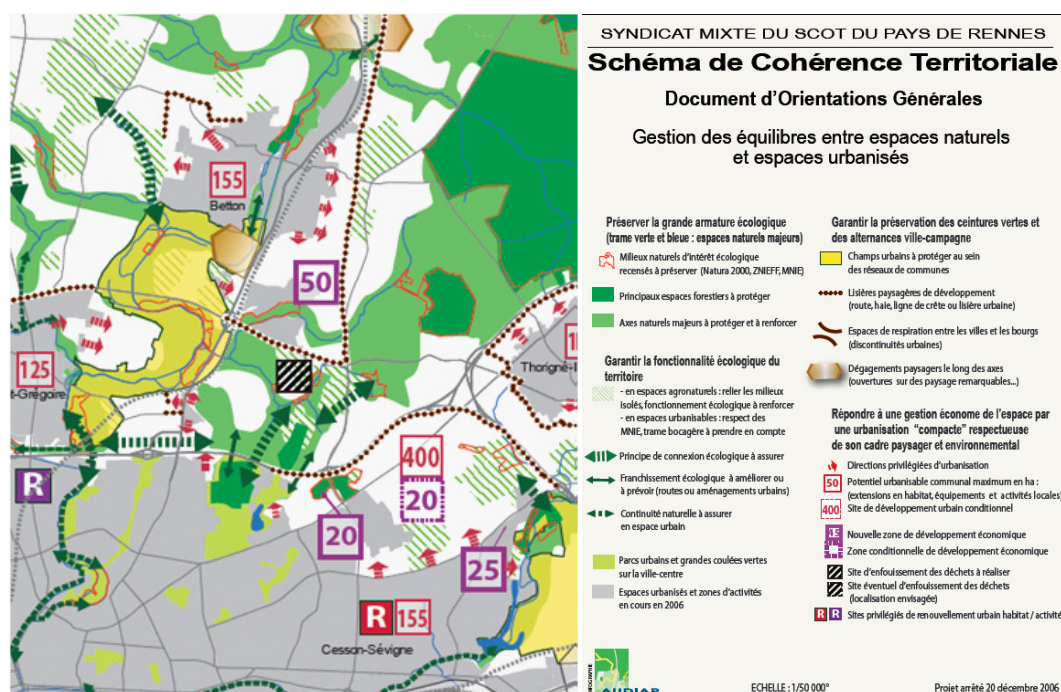 155
Betton
50
125
t-Grégoire
Thorigné-
400
20
R
20
25
R 155
Cesson-Sévigne
SYNDICAT MIXTE DU SCOT DU PAYS DE RENNES
Schéma de Cohérence Territoriale
Document d'Orientations Générales
Gestion des équilibres entre espaces naturels
et espaces urbanisés
Préserver la grande armature écologique
(trame verte et bleue : espaces naturels majeurs)
Milieux naturels d'intérêt écologique
recensés à préserver (Natura 2000, ZNIEFF, MNIE)
Principaux espaces forestiers à protéger
Axes naturels majeurs à protéger et à renforcer
Garantir la fonctionnalité écologique du
territoire
- en espaces agronaturels : relier les milieux
isolés, fonctionnement écologique à renforcer
- en espaces urbanisables : respect des
MNIE, trame bocagère à prendre en compte
Principe de connexion écologique à assurer
Franchissement écologique à améliorer ou
à prévoir (routes ou aménagements urbains)
Continuité naturelle à assurer
en espace urbain
Parcs urbains et grandes coulées vertes
sur la ville-centre
Espaces urbanisés et zones d'activités
en cours en 2006
Garantir la préservation des ceintures vertes et
des alternances ville-campagne
Champs urbains à protéger au sein
des réseaux de communes
Lisières paysagères de développement
(route, haie, ligne de crête ou lisière urbaine)
Espaces de respiration entre les villes et les bourgs
(discontinuités urbaines)
Dégagements paysagers le long des axes
(ouvertures sur des paysage remarquables...)
Répondre à une gestion économe de l'espace par
une urbanisation "compacte" respectueuse
de son cadre paysager et environnemental
Directions privilégiées d'urbanisation
50 Potentiel urbanisable communal maximum en ha :
(extensions en habitat, équipements et activités locales)
400 Site de développement urbain conditionnel
45 Nouvelle zone de développement économique
Zone conditionnelle de développement économique
Site d'enfouissement des déchets à réaliser
Site éventuel d'enfouissement des déchets
(localisation envisagée)
R R Sites privilégiés de renouvellement urbain habitat / activité
AUDIAR
ECHELLE : 1/50 000°
Projet arrêté 20 décembre 2006